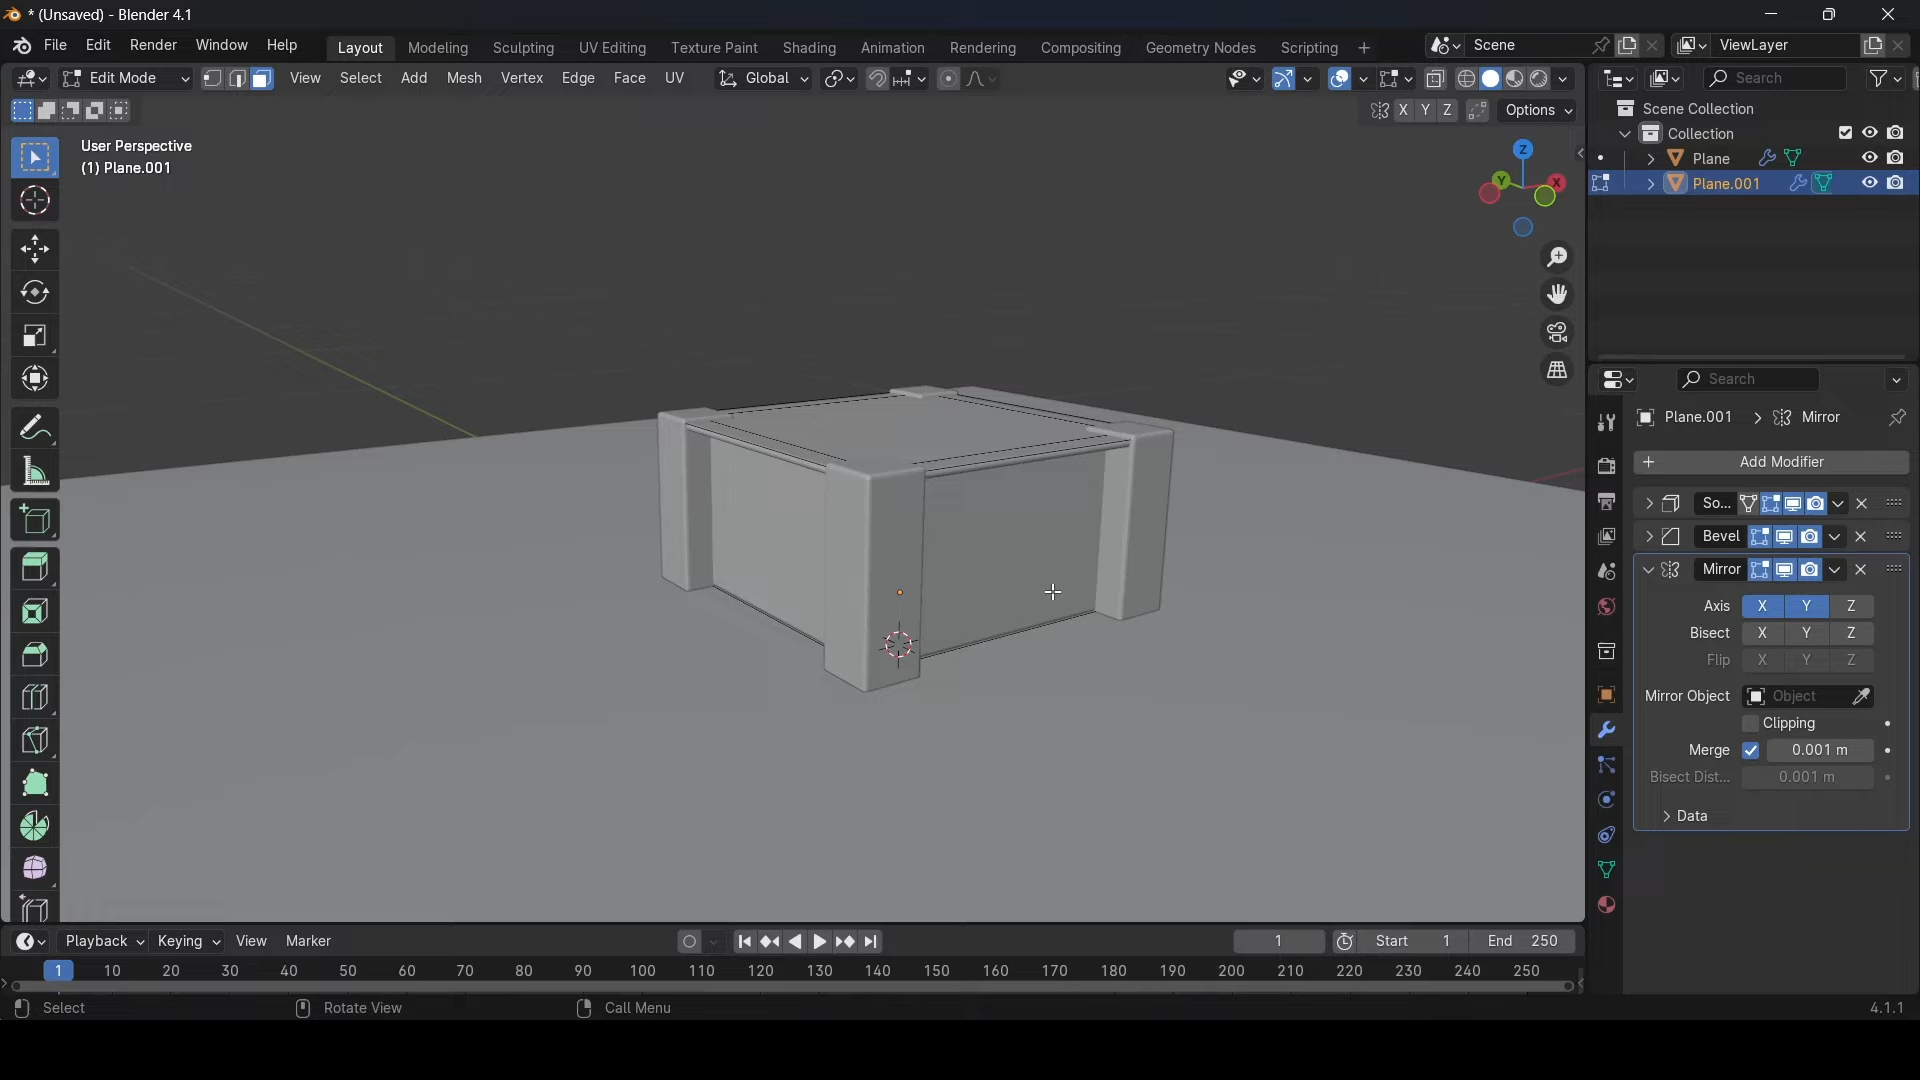 * (Unsaved) - Blender 4.1
File Edit Render Window Help
Layout Modeling Sculpting UV Editing Texture Paint Shading Animation Rendering Compositing Geometry Nodes Scripting +
Scene
ViewLayer
Edit Mode View Select Add Mesh Vertex Edge Face UV Global
Search
X Y Z Options
User Perspective
(1) Plane.001
Z
Y
X
Scene Collection
Collection
Plane
Plane.001
Search
Plane.001 > Mirror
+ Add Modifier
So...
Bevel
Mirror
Axis X Y Z
Bisect X Y Z
Flip X Y Z
Mirror Object Object
Clipping
Merge 0.001 m
Bisect Dist... 0.001 m
Data
Playback Keying View Marker
1 Start 1 End 250
1 10 20 30 40 50 60 70 80 90 100 110 120 130 140 150 160 170 180 190 200 210 220 230 240 250
Select Rotate View Call Menu
4.1.1